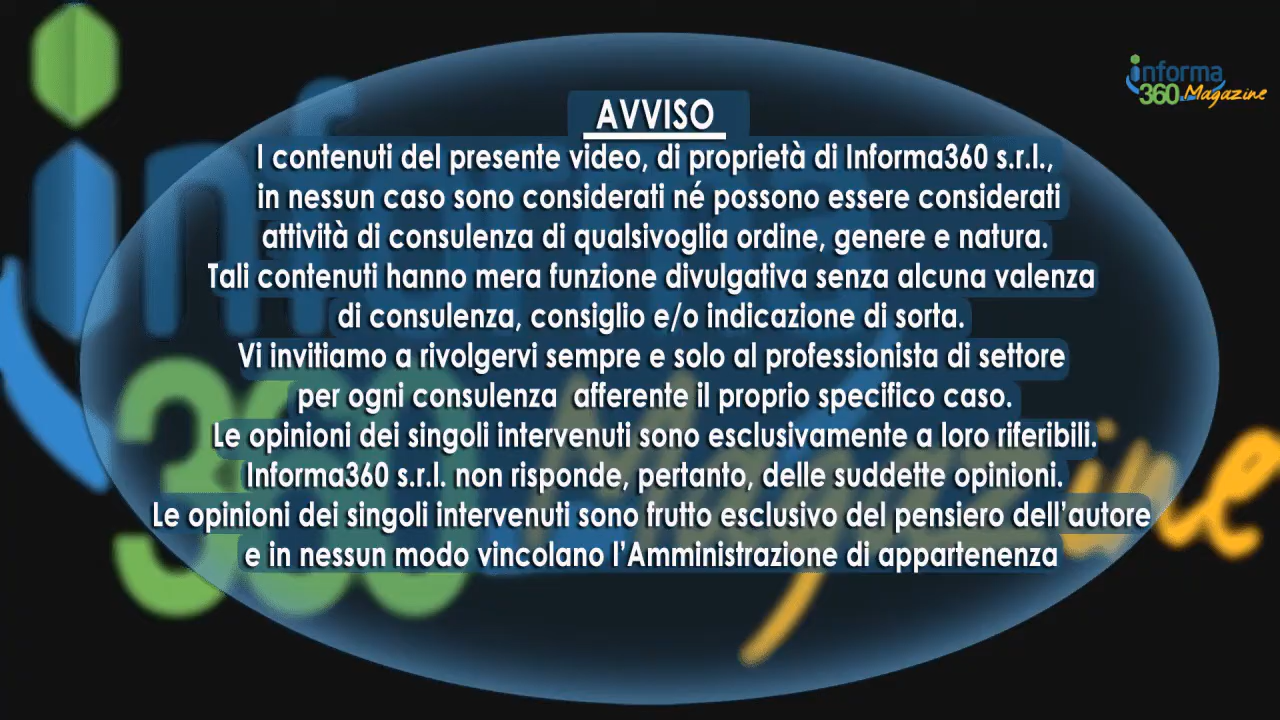 informa
360 Magazine
AVVISO
I contenuti del presente video, di proprietà di Informa360 s.r.l.,
in nessun caso sono considerati né possono essere considerati
attività di consulenza di qualsivoglia ordine, genere e natura.
Tali contenuti hanno mera funzione divulgativa senza alcuna valenza
di consulenza, consiglio e/o indicazione di sorta.
Vi invitiamo a rivolgervi sempre e solo al professionista di settore
per ogni consulenza  afferente il proprio specifico caso.
Le opinioni dei singoli intervenuti sono esclusivamente a loro riferibili.
Informa360 s.r.l. non risponde, pertanto, delle suddette opinioni.
Le opinioni dei singoli intervenuti sono frutto esclusivo del pensiero dell'autore
e in nessun modo vincolano l'Amministrazione di appartenenza